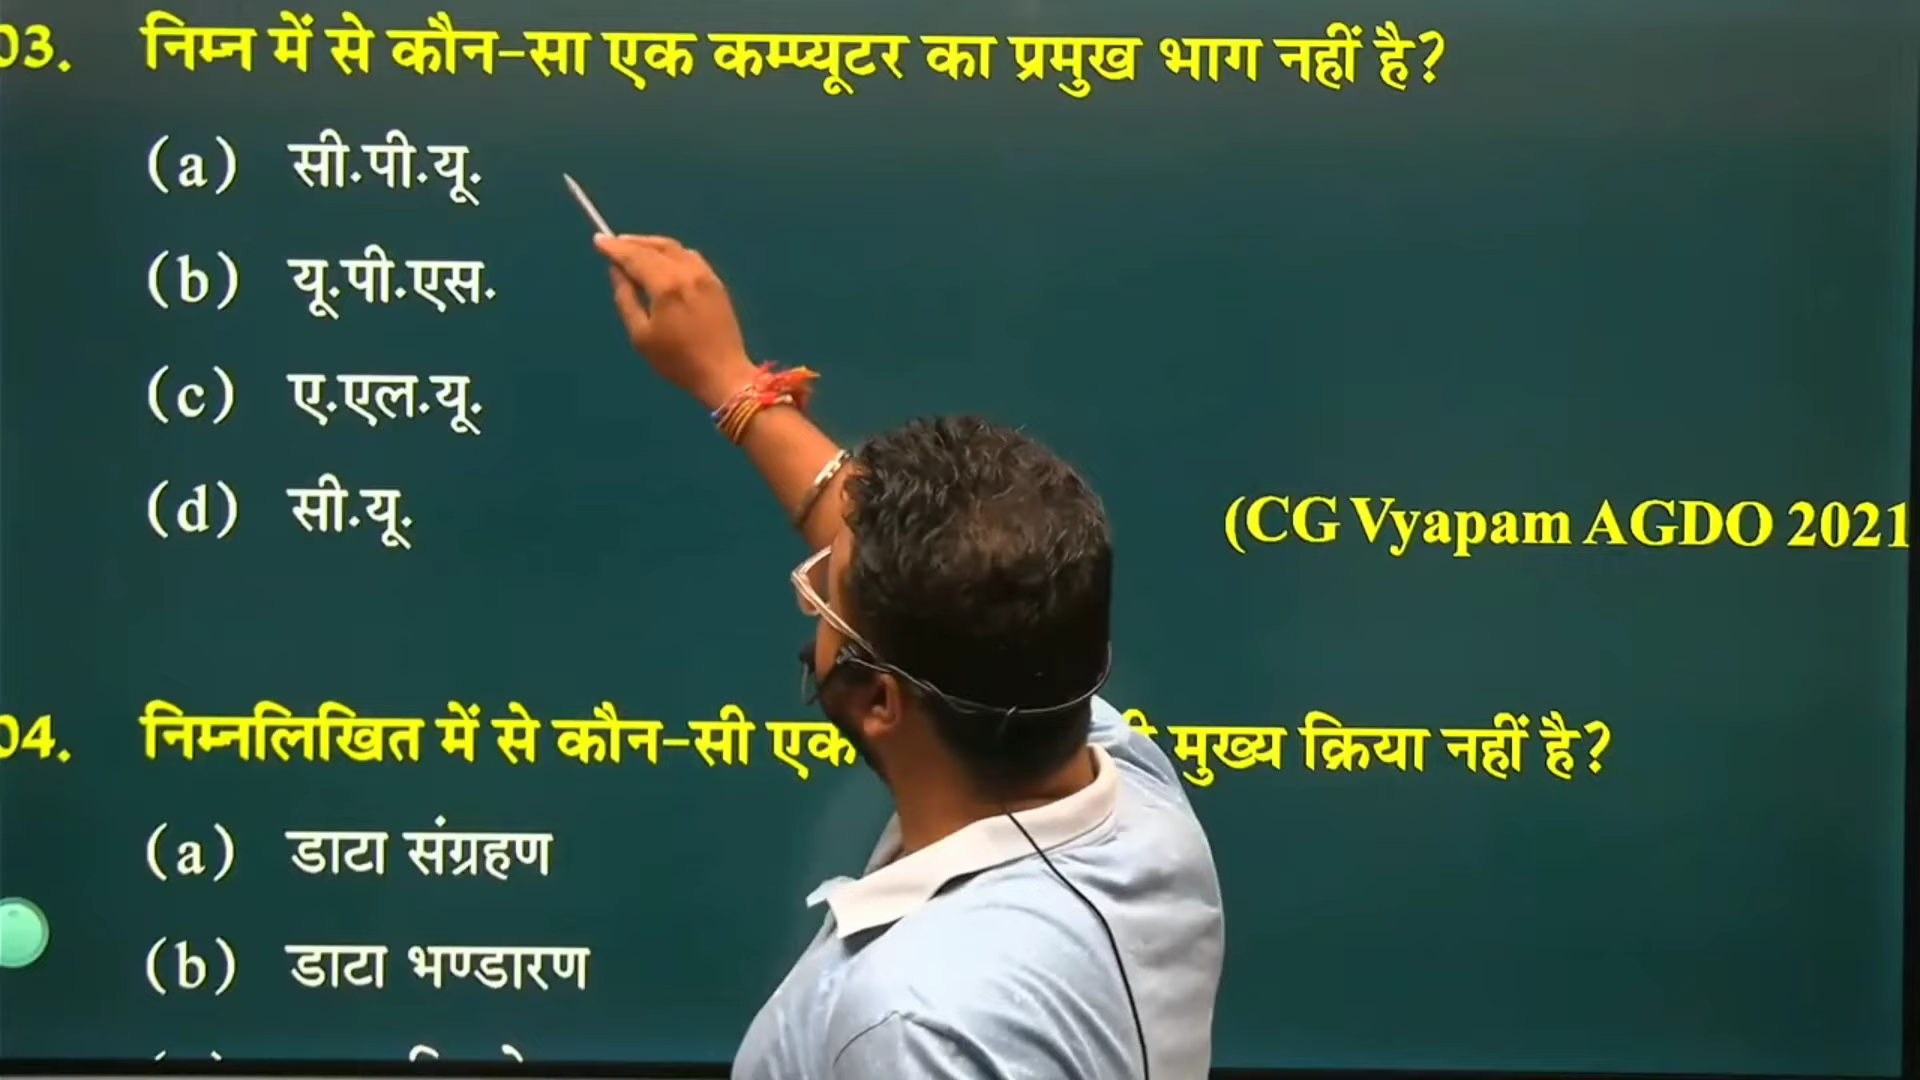 03. निम्न में से कौन-सा एक कम्प्यूटर का प्रमुख भाग नहीं है?
(a) सी.पी.यू.
(b) यू.पी.एस.
(c) ए.एल.यू.
(d) सी.यू.
(CG Vyapam AGDO 2021
04. निम्नलिखित में से कौन-सी एक मुख्य क्रिया नहीं है?
(a) डाटा संग्रहण
(b) डाटा भण्डारण